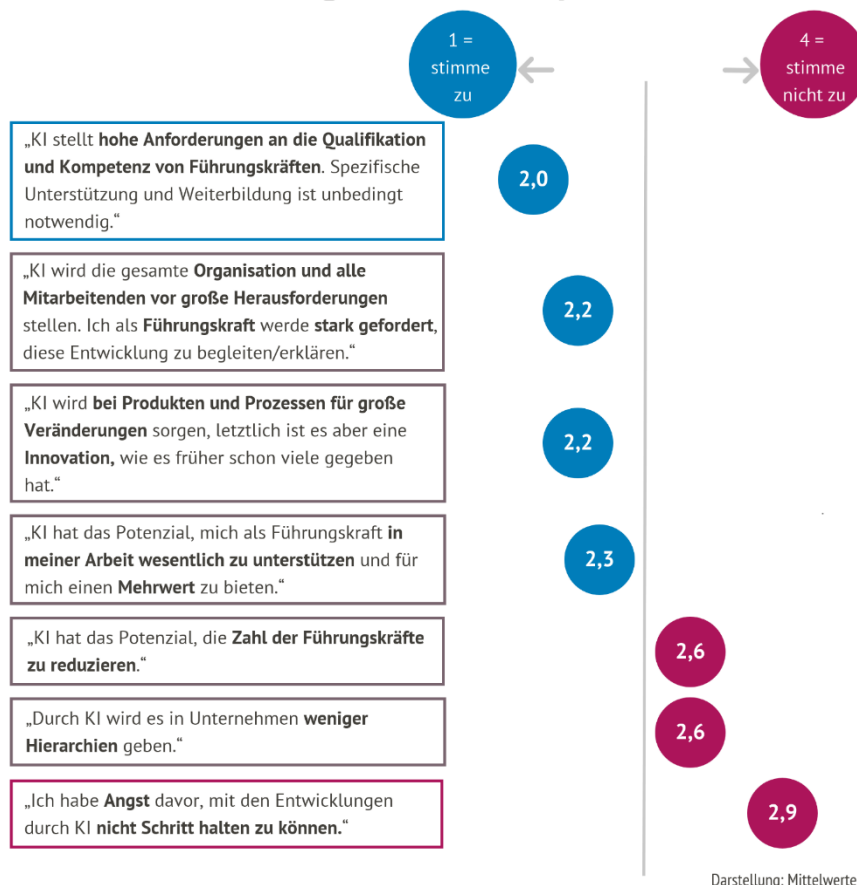 1 =
stimme
zu
4 =
stimme
nicht zu
„KI stellt hohe Anforderungen an die Qualifikation
und Kompetenz von Führungskräften. Spezifische
Unterstützung und Weiterbildung ist unbedingt
notwendig.“
2,0
„KI wird die gesamte Organisation und alle
Mitarbeitenden vor große Herausforderungen
stellen. Ich als Führungskraft werde stark gefordert,
diese Entwicklung zu begleiten/erklären.“
2,2
„KI wird bei Produkten und Prozessen für große
Veränderungen sorgen, letztlich ist es aber eine
Innovation, wie es früher schon viele gegeben
hat.“
2,2
„KI hat das Potenzial, mich als Führungskraft in
meiner Arbeit wesentlich zu unterstützen und für
mich einen Mehrwert zu bieten.“
2,3
„KI hat das Potenzial, die Zahl der Führungskräfte
zu reduzieren.“
2,6
„Durch KI wird es in Unternehmen weniger
Hierarchien geben.“
2,6
„Ich habe Angst davor, mit den Entwicklungen
durch KI nicht Schritt halten zu können.“
2,9
Darstellung: Mittelwerte